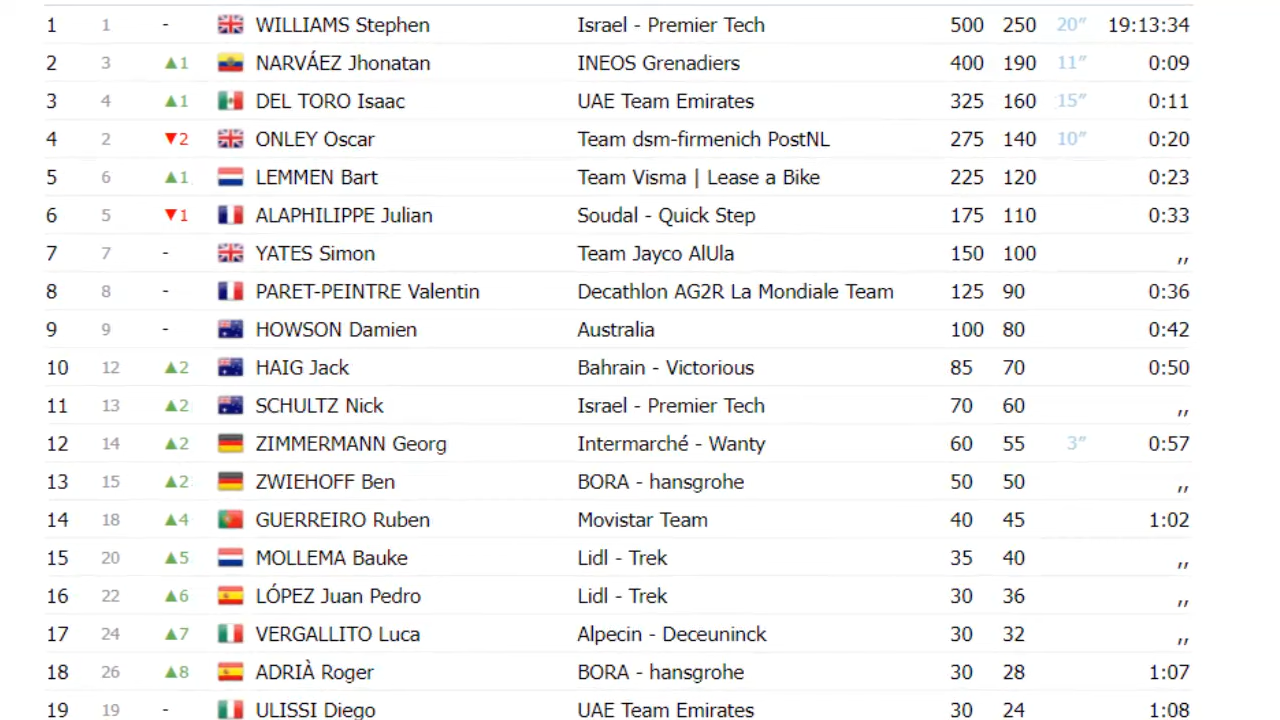 1 1 - WILLIAMS Stephen Israel - Premier Tech 500 250 20″ 19:13:34
2 3 ▲1 NARVÁEZ Jhonatan INEOS Grenadiers 400 190 11″ 0:09
3 4 ▲1 DEL TORO Isaac UAE Team Emirates 325 160 15″ 0:11
4 2 ▼2 ONLEY Oscar Team dsm-firmenich PostNL 275 140 10″ 0:20
5 6 ▲1 LEMMEN Bart Team Visma | Lease a Bike 225 120 0:23
6 5 ▼1 ALAPHILIPPE Julian Soudal - Quick Step 175 110 0:33
7 7 - YATES Simon Team Jayco AlUla 150 100 ,,
8 8 - PARET-PEINTRE Valentin Decathlon AG2R La Mondiale Team 125 90 0:36
9 9 - HOWSON Damien Australia 100 80 0:42
10 12 ▲2 HAIG Jack Bahrain - Victorious 85 70 0:50
11 13 ▲2 SCHULTZ Nick Israel - Premier Tech 70 60 ,,
12 14 ▲2 ZIMMERMANN Georg Intermarché - Wanty 60 55 3″ 0:57
13 15 ▲2 ZWIEHOFF Ben BORA - hansgrohe 50 50 ,,
14 18 ▲4 GUERREIRO Ruben Movistar Team 40 45 1:02
15 20 ▲5 MOLLEMA Bauke Lidl - Trek 35 40 ,,
16 22 ▲6 LÓPEZ Juan Pedro Lidl - Trek 30 36 ,,
17 24 ▲7 VERGALLITO Luca Alpecin - Deceuninck 30 32 ,,
18 26 ▲8 ADRIÀ Roger BORA - hansgrohe 30 28 1:07
19 19 - ULISSI Diego UAE Team Emirates 30 24 1:08